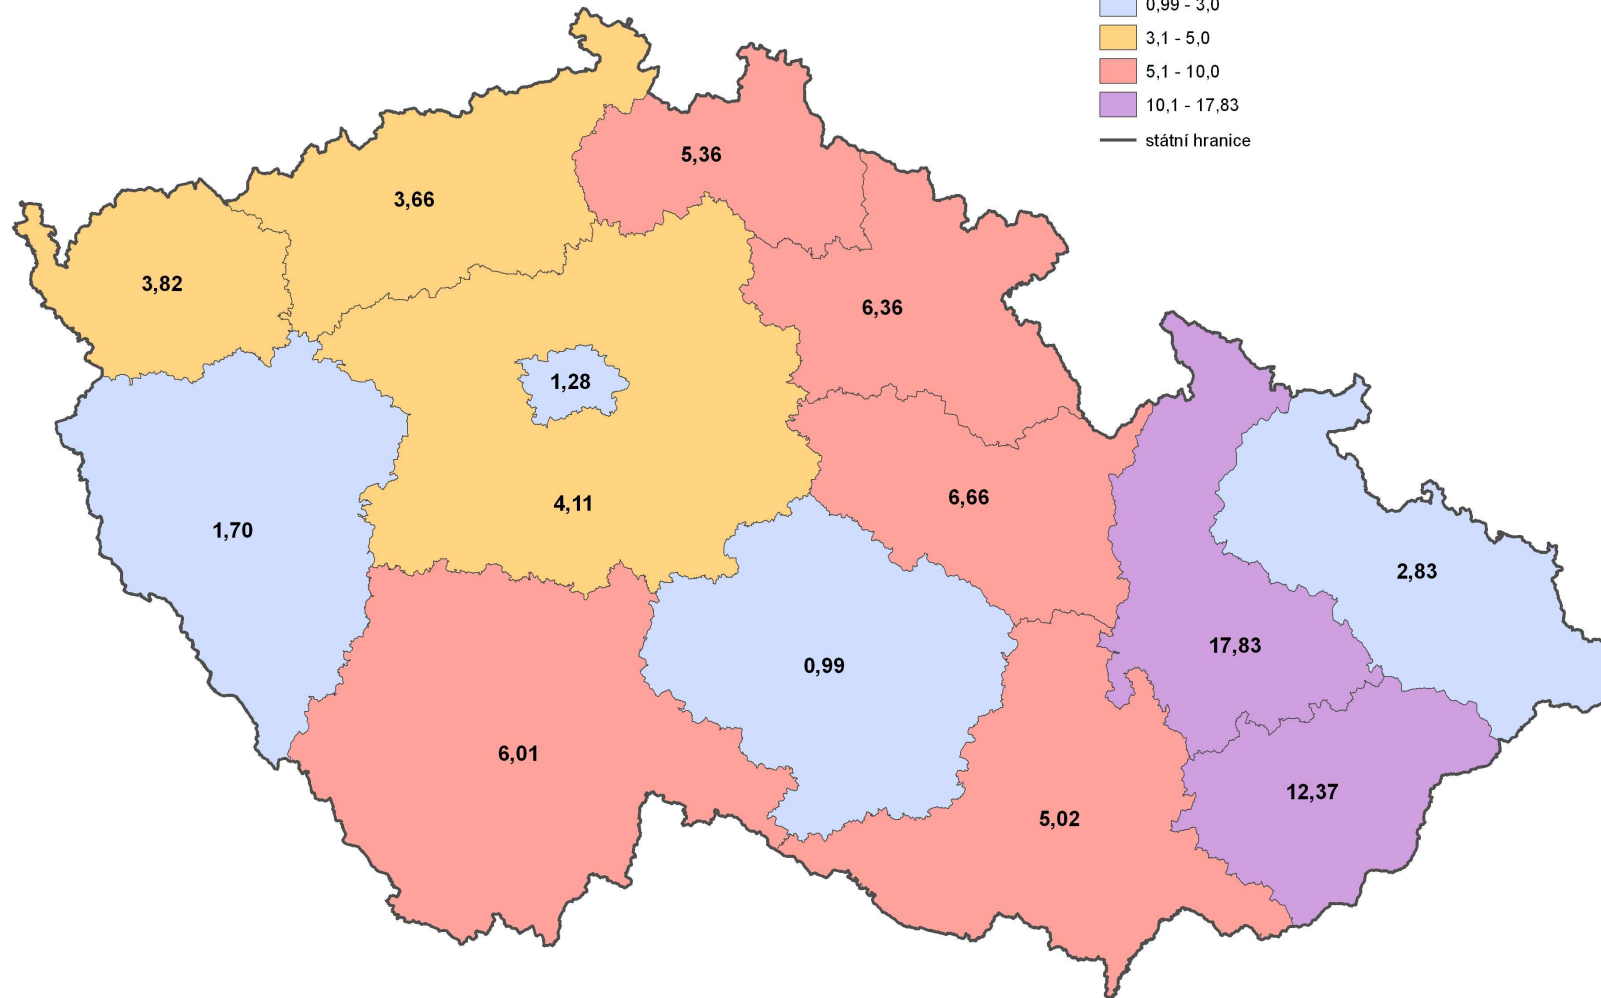 0,99 - 3,0
3,1 - 5,0
5,1 - 10,0
10,1 - 17,83
státní hranice
5,36
3,66
3,82
6,36
1,28
6,66
4,11
1,70
2,83
17,83
0,99
6,01
12,37
5,02